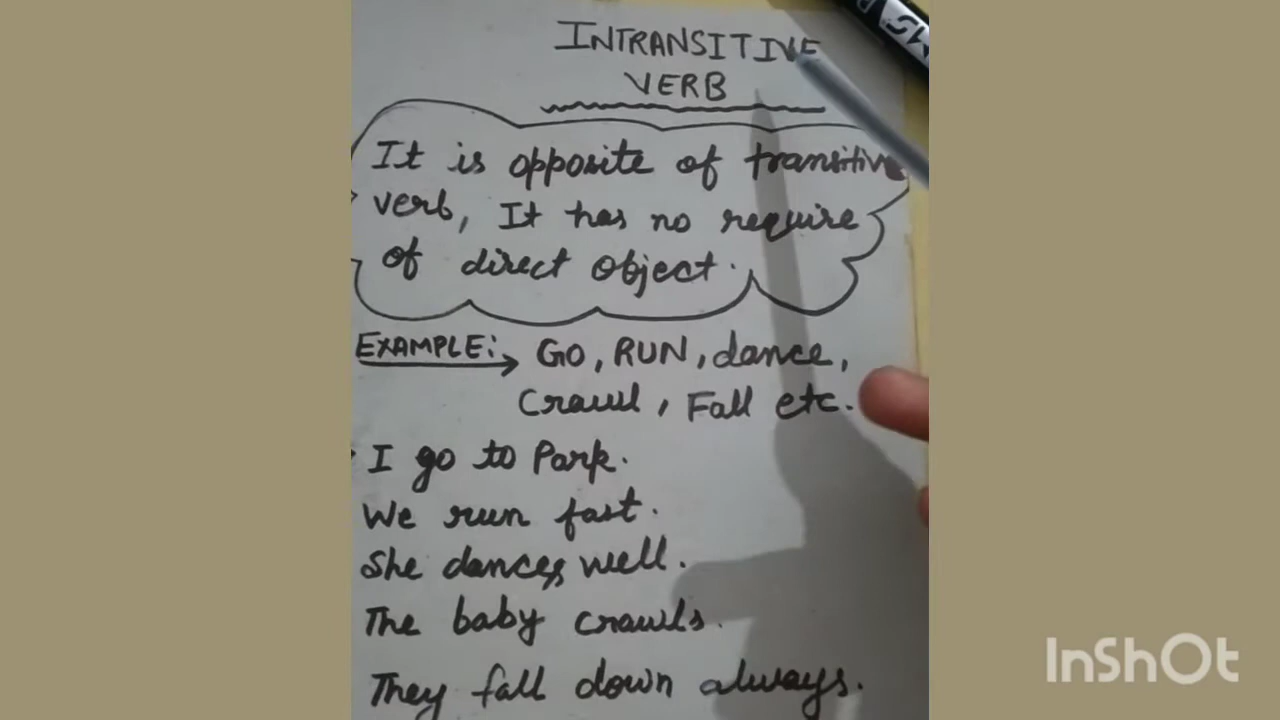 INTRANSITIVE
VERB
It is opposite of transitive
verb, It has no require
of direct object.
EXAMPLE: GO, RUN, dance,
Crawl, Fall etc.
I go to Park.
We run fast.
She dances well.
The baby crawls.
They fall down always.
InShOt